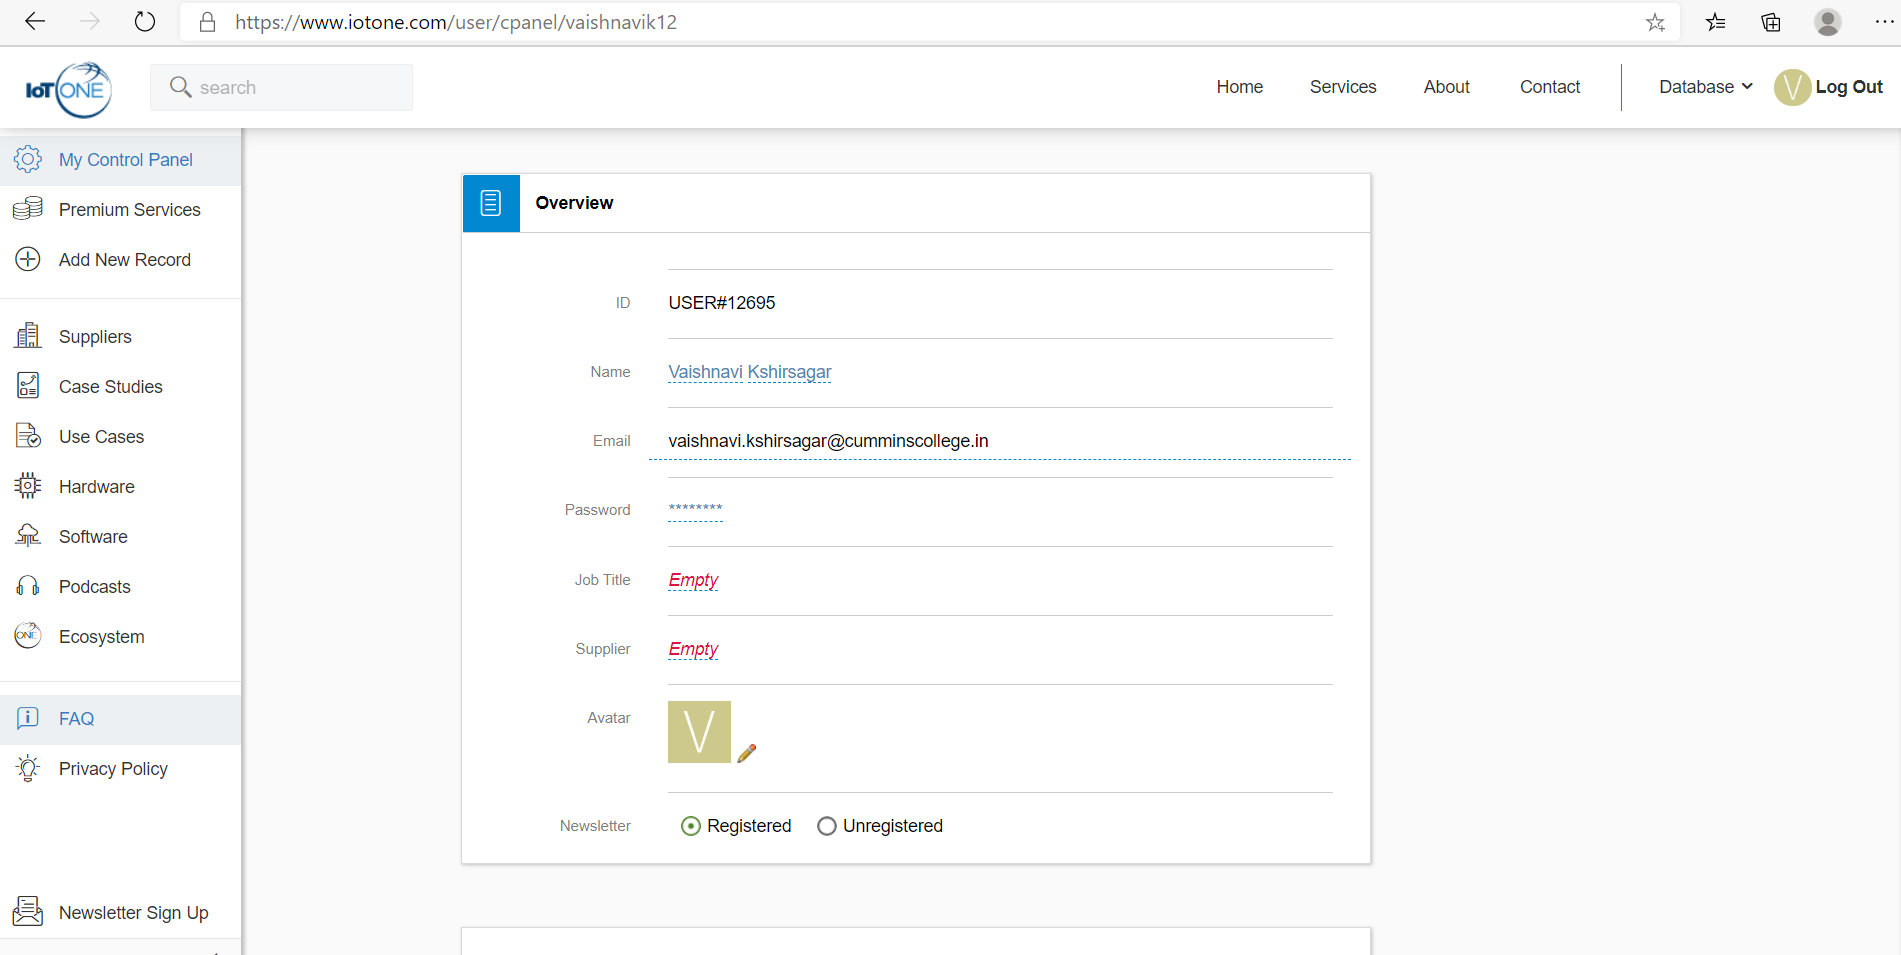 https://www.iotone.com/user/cpanel/vaishnavik12
IoT ONE
search
Home
Services
About
Contact
Database
V
Log Out
My Control Panel
Premium Services
Add New Record
Suppliers
Case Studies
Use Cases
Hardware
Software
Podcasts
ONE
Ecosystem
FAQ
Privacy Policy
Newsletter Sign Up
Overview
ID USER#12695
Name Vaishnavi Kshirsagar
Email vaishnavi.kshirsagar@cumminscollege.in
Password ********
Job Title Empty
Supplier Empty
Avatar V
Newsletter Registered Unregistered